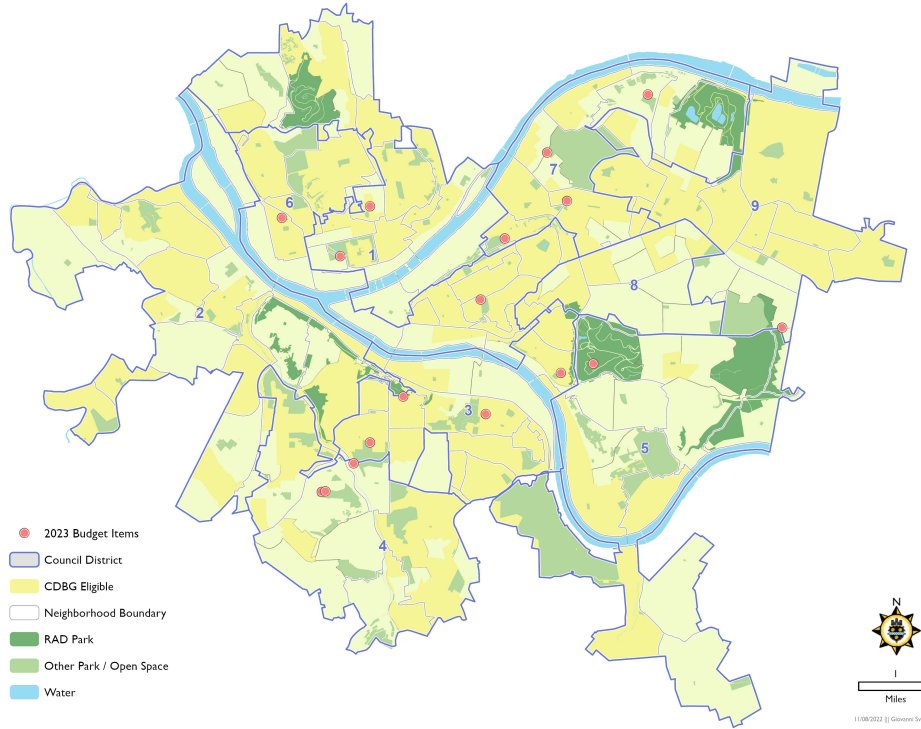 7
9
6
1
8
2
3
5
4
2023 Budget Items
Council District
CDBG Eligible
Neighborhood Boundary
RAD Park
Other Park / Open Space
Water
N
1
Miles
11/08/2022 || Giovanni